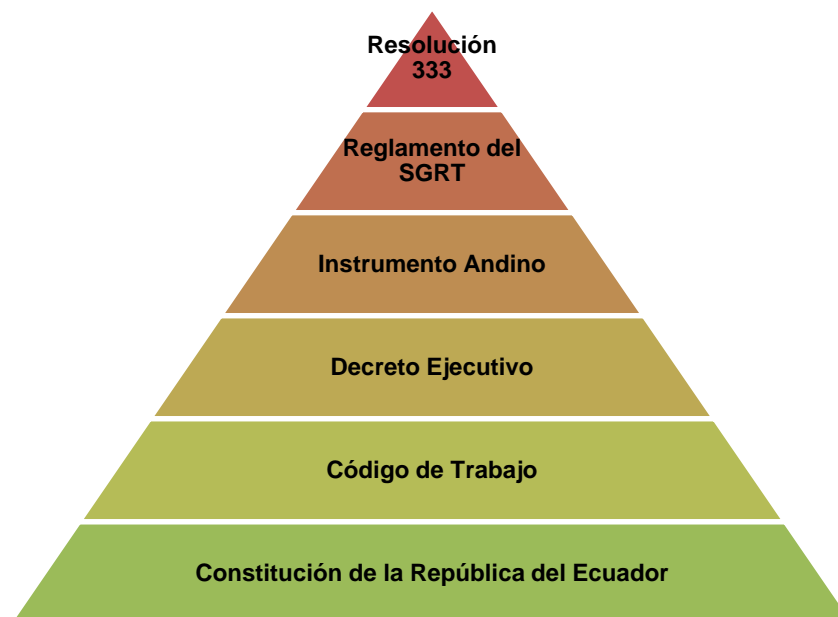 Resolución
333
Reglamento del
SGRT
Instrumento Andino
Decreto Ejecutivo
Código de Trabajo
Constitución de la República del Ecuador